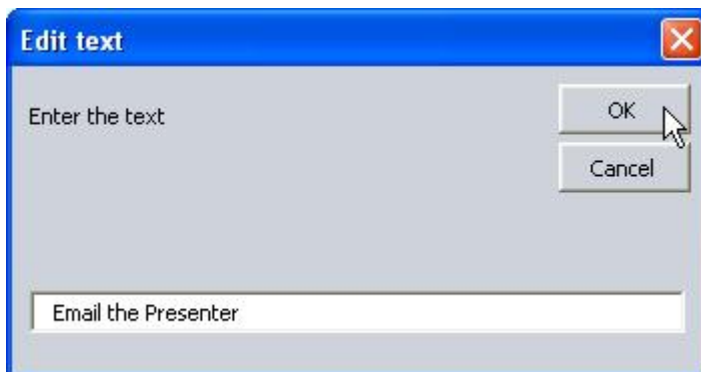 Edit text
Enter the text
OK
Cancel
Email the Presenter